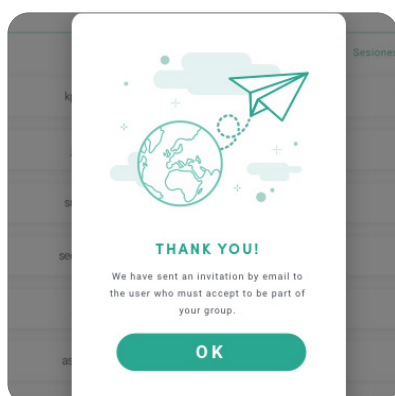 Sesiones
THANK YOU!
We have sent an invitation by email to
the user who must accept to be part of
your group.
OK